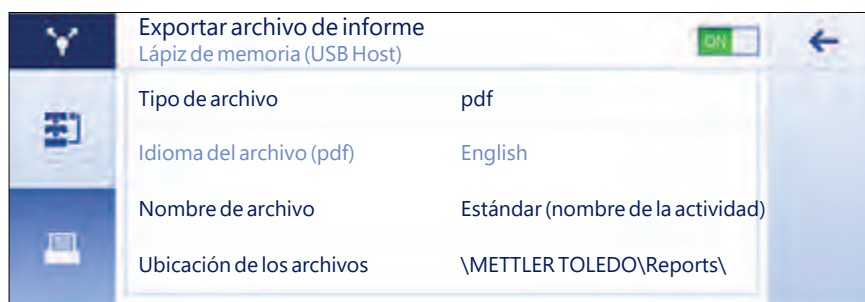 Exportar archivo de informe
Lápiz de memoria (USB Host)
ON
Tipo de archivo pdf
Idioma del archivo (pdf) English
Nombre de archivo Estándar (nombre de la actividad)
Ubicación de los archivos \METTLER TOLEDO\Reports\